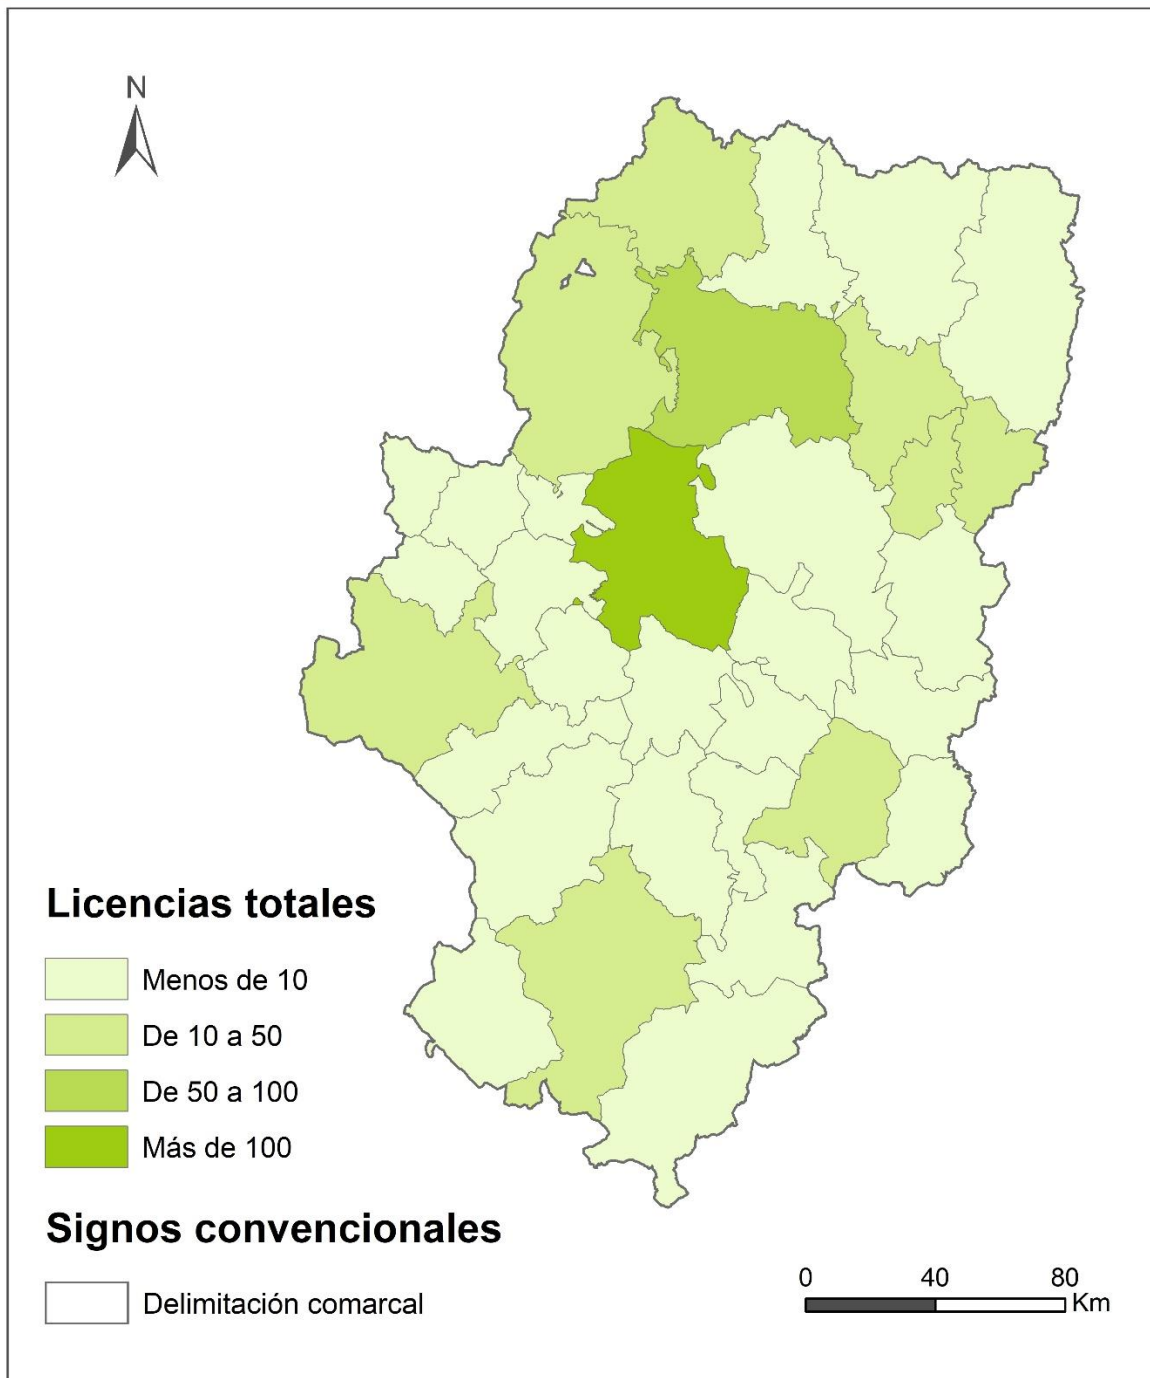 N
Licencias totales
Menos de 10
De 10 a 50
De 50 a 100
Más de 100
Signos convencionales
Delimitación comarcal
0 40 80
Km